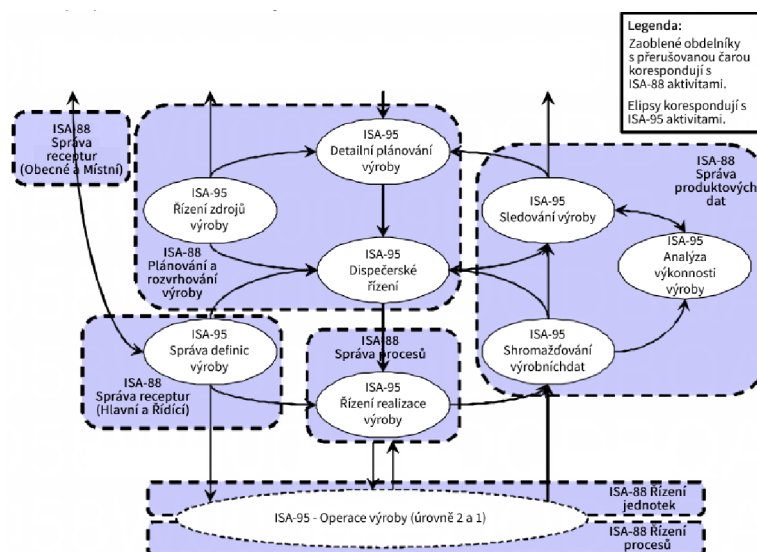 Legenda:
Zaoblené obdelníky
s přerušovanou čarou
korespondují s
ISA-88 aktivitami.
Elipsy korespondují s
ISA-95 aktivitami.
ISA-88
Správa
receptur
(Obecné a Místní)
ISA-95
Detailní plánování
výroby
ISA-88
Správa
produktových
dat
ISA-95
Řízení zdrojů
výroby
ISA-95
Sledování výroby
ISA-88
Plánování a
rozvrhování
výroby
ISA-95
Dispečerské
řízení
ISA-95
Analýza
výkonnosti
výroby
ISA-95
Správa definic
výroby
ISA-88
Správa procesů
ISA-95
Shromažďování
výrobníchdat
ISA-88
Správa receptur
(Hlavní a Řídící)
ISA-95
Řízení realizace
výroby
ISA-88 Řízení
jednotek
ISA-95 - Operace výroby (úrovně 2 a 1)
ISA-88 Řízení
procesů